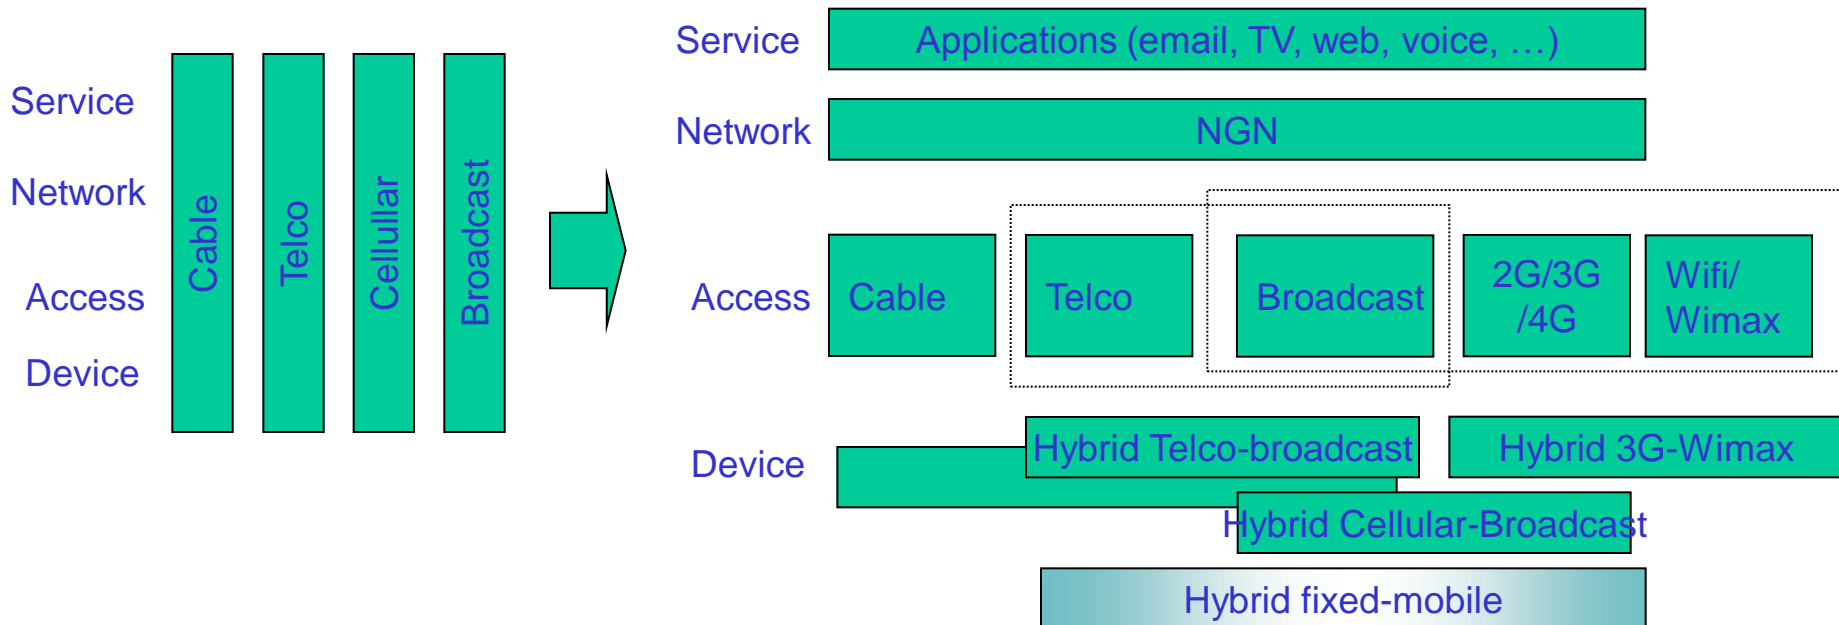 Service
Network
Access
Device
Cable
Telco
Cellullar
Broadcast
Service
Applications (email, TV, web, voice, …)
Network
NGN
Access
Cable
Telco
Broadcast
2G/3G
/4G
Wifi/
Wimax
Device
Hybrid Telco-broadcast
Hybrid 3G-Wimax
Hybrid Cellular-Broadcast
Hybrid fixed-mobile